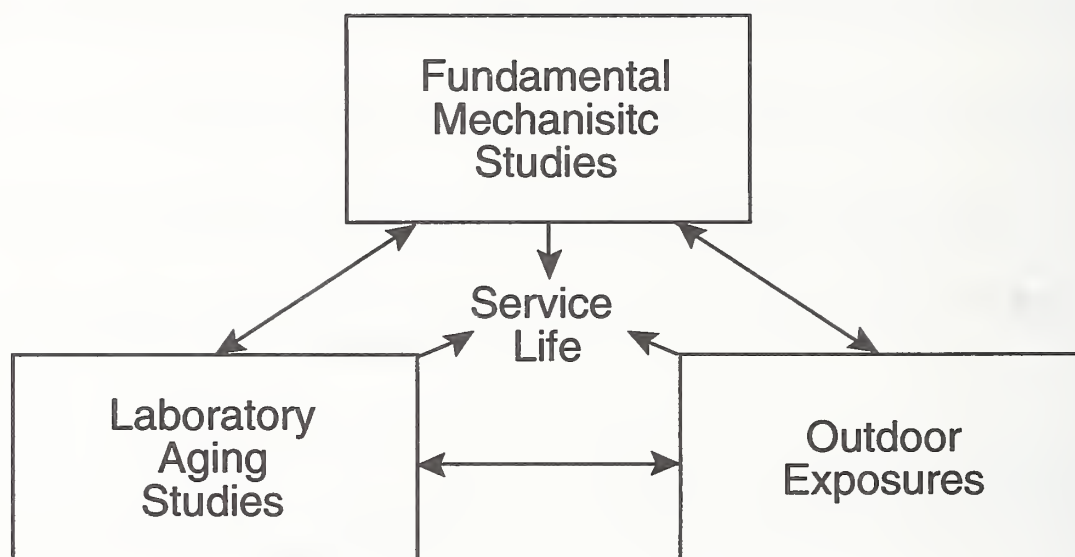 Fundamental
Mechanisitc
Studies
Service
Life
Laboratory
Aging
Studies
Outdoor
Exposures